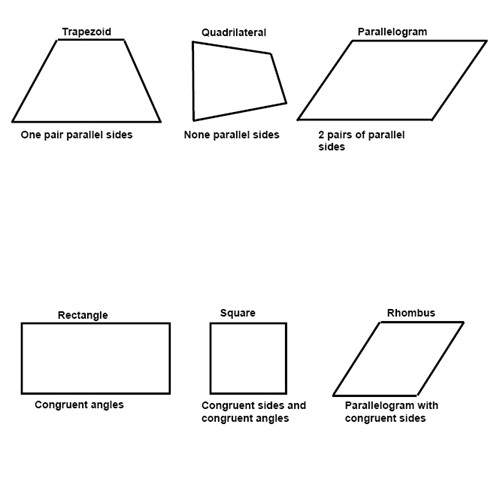 Trapezoid
Quadrilateral
Parallelogram
One pair parallel sides
None parallel sides
2 pairs of parallel
sides
Rectangle
Square
Rhombus
Congruent angles
Congruent sides and
congruent angles
Parallelogram with
congruent sides